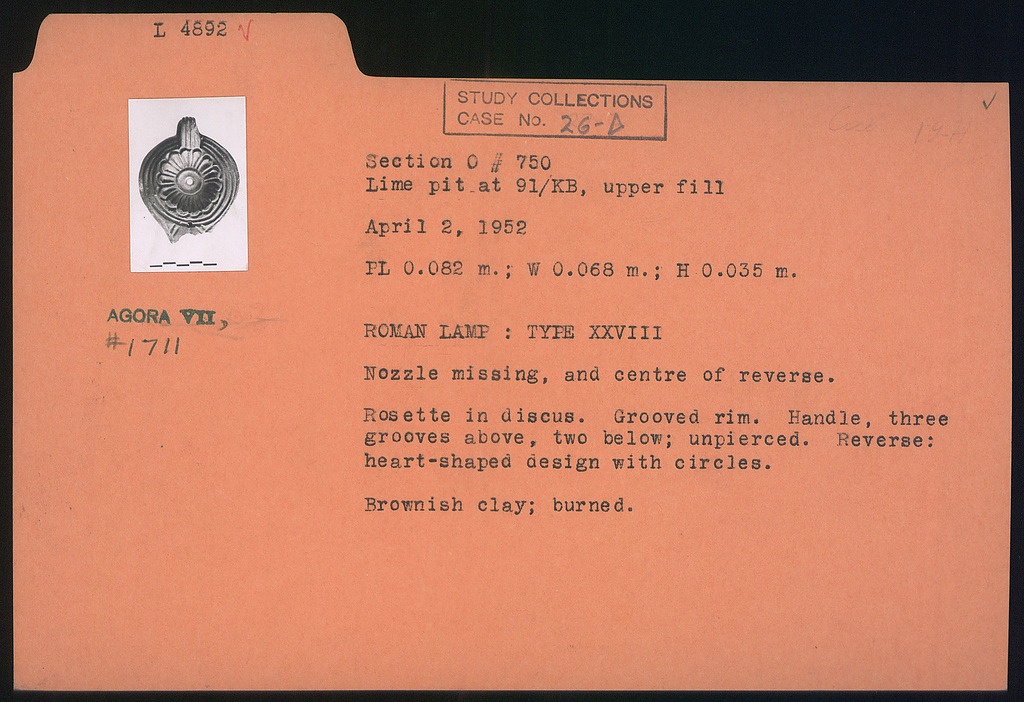 L 4892 √
STUDY COLLECTIONS
CASE No. 26-D
✓
Section O # 750
Lime pit at 91/KB, upper fill
April 2, 1952
PL 0.082 m.; W 0.068 m.; H 0.035 m.
AGORA VII,
#1711
ROMAN LAMP : TYPE XXVIII
Nozzle missing, and centre of reverse.
Rosette in discus. Grooved rim. Handle, three
grooves above, two below; unpierced. Reverse:
heart-shaped design with circles.
Brownish clay; burned.